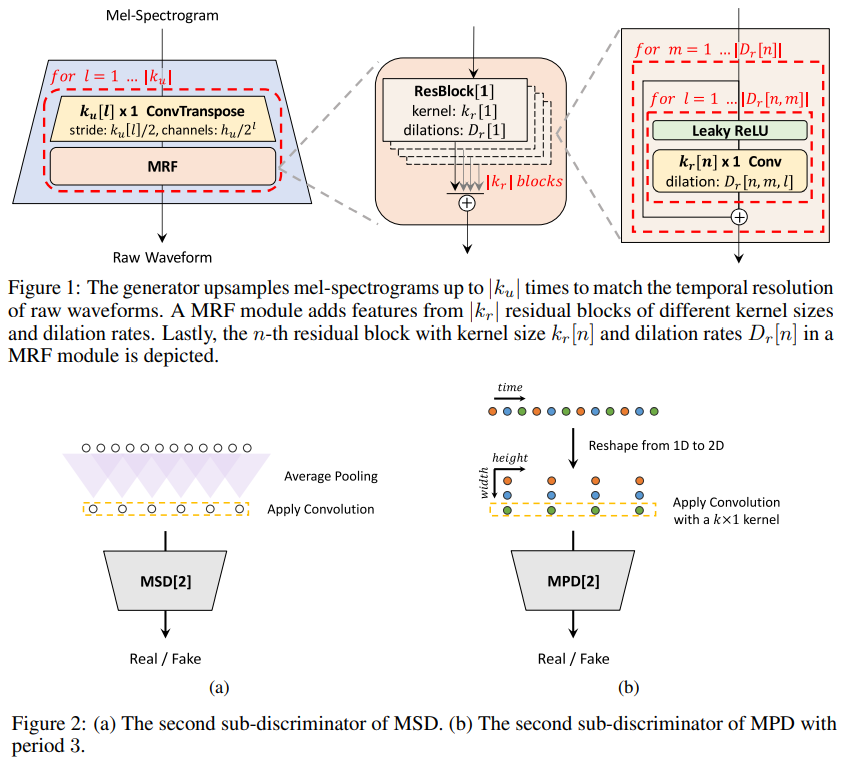 Mel-Spectrogram
for l = 1 … |k_u|
k_u[l] x 1 ConvTranspose
stride: k_u[l]/2, channels: h_u/2^l
MRF
Raw Waveform
ResBlock[1]
kernel: k_r[1]
dilations: D_r[1]
|k_r| blocks
for m = 1 … |D_r[n]|
for l = 1 … |D_r[n, m]|
Leaky ReLU
k_r[n] x 1 Conv
dilation: D_r[n, m, l]
Figure 1: The generator upsamples mel-spectrograms up to |k_u| times to match the temporal resolution
of raw waveforms. A MRF module adds features from |k_r| residual blocks of different kernel sizes
and dilation rates. Lastly, the n-th residual block with kernel size k_r[n] and dilation rates D_r[n] in a
MRF module is depicted.
Average Pooling
Apply Convolution
MSD[2]
Real / Fake
(a)
time
Reshape from 1D to 2D
height
width
Apply Convolution
with a k×1 kernel
MPD[2]
Real / Fake
(b)
Figure 2: (a) The second sub-discriminator of MSD. (b) The second sub-discriminator of MPD with
period 3.